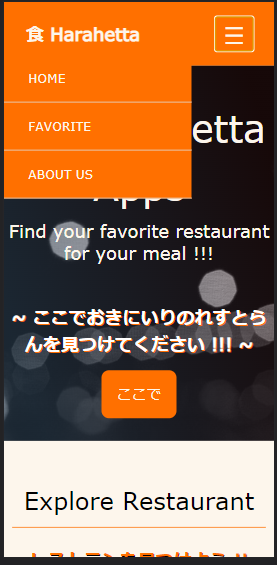 食 Harahetta
☰
HOME
FAVORITE
ABOUT US
etta
Apps
Find your favorite restaurant
for your meal !!!
~ ここでおきにいりのれすとら
んを見つけてください !!! ~
ここで
Explore Restaurant